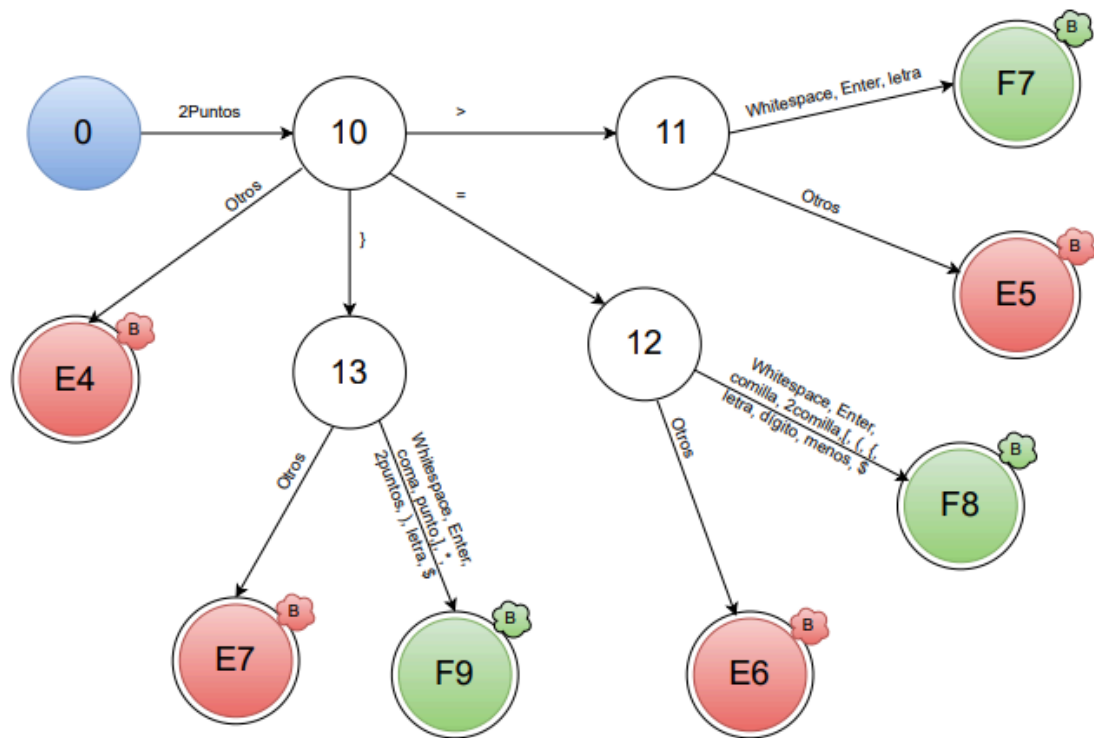 B
F7
Whitespace, Enter, letra
0
2Puntos
10
>
11
Otros
=
Otros
}
B
E5
B
E4
13
12
Whitespace, Enter,
comilla, 2comilla,[, (, {,
letra, dígito, menos, $
Otros
Whitespace, Enter,
coma, punto,], *,
2puntos, ), letra, $
Otros
B
F8
B
E7
B
F9
B
E6